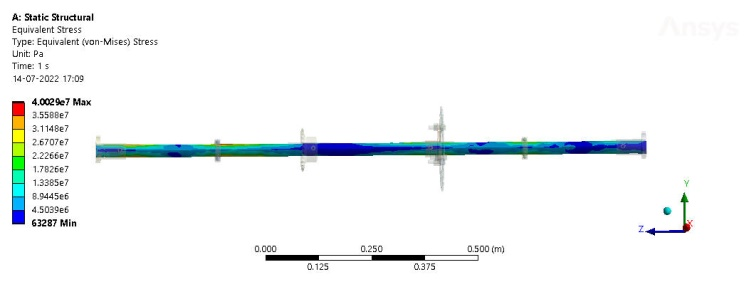 A: Static Structural
Equivalent Stress
Type: Equivalent (von-Mises) Stress
Unit: Pa
Time: 1 s
14-07-2022 17:09
Ansys
4.0029e7 Max
3.5588e7
3.1148e7
2.6707e7
2.2266e7
1.7826e7
1.3385e7
8.9445e6
4.5039e6
63287 Min
0.000
0.250
0.500 (m)
0.125
0.375
Y
Z
X